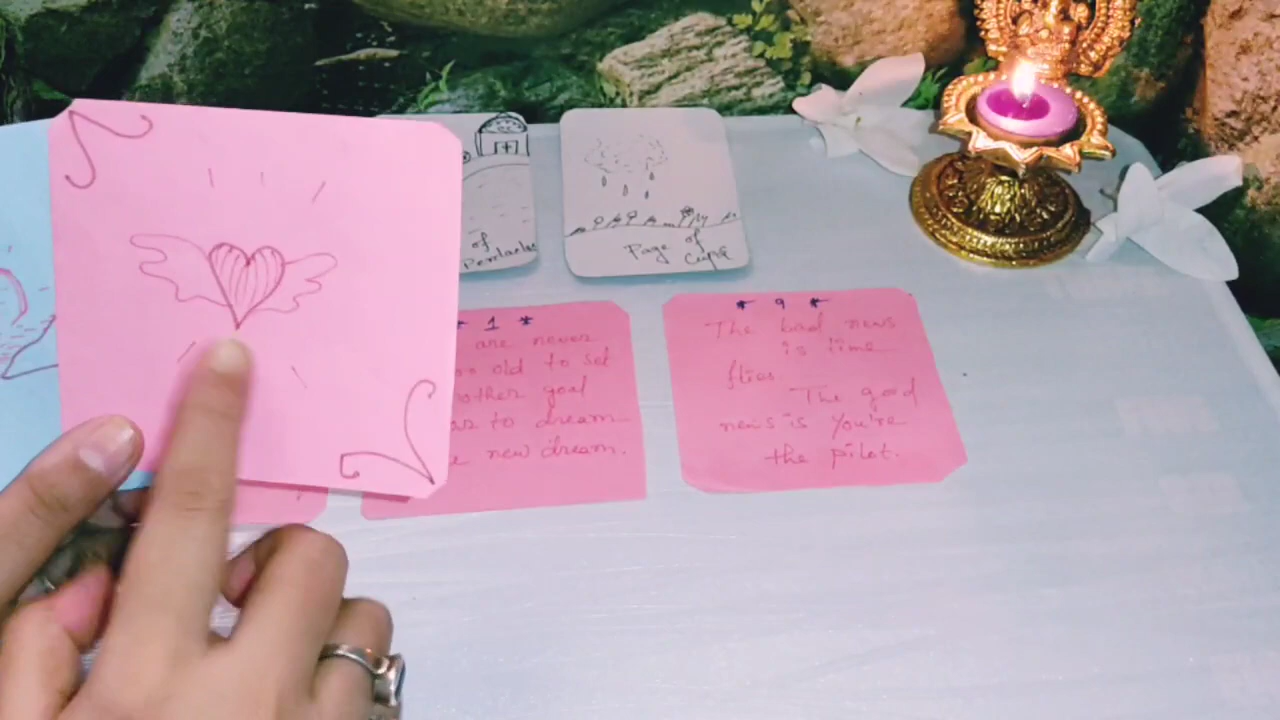 of
Pentacles
Page of
Cups
* 1 *
are never
old to set
other goal
to dream
new dream.
* 9 *
The bad news
is time
flies
The good
news is You're
the pilot.